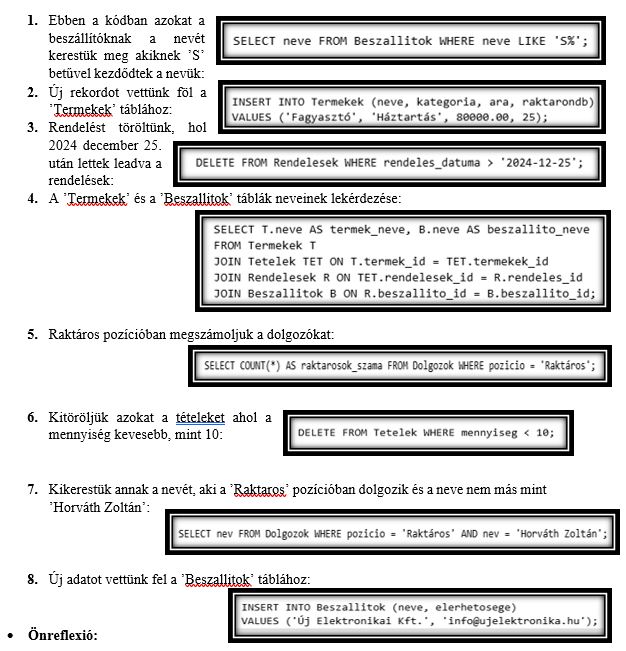 1. Ebben a kódban azokat a
beszállítóknak a nevét
kerestük meg akiknek 'S'
betűvel kezdődtek a nevük:
SELECT neve FROM Beszallitok WHERE neve LIKE 'S%';
2. Új rekordot vettünk föl a
'Termekek' táblához:
INSERT INTO Termekek (neve, kategoria, ara, raktarondb)
VALUES ('Fagyasztó', 'Háztartás', 80000.00, 25);
3. Rendelést töröltünk, hol
2024 december 25.
után lettek leadva a
rendelések:
DELETE FROM Rendelesek WHERE rendeles_datuma > '2024-12-25';
4. A 'Termekek' és a 'Beszallitok' táblák neveinek lekérdezése:
SELECT T.neve AS termek_neve, B.neve AS beszallito_neve
FROM Termekek T
JOIN Tetelek TET ON T.termek_id = TET.termekek_id
JOIN Rendelesek R ON TET.rendelesek_id = R.rendeles_id
JOIN Beszallitok B ON R.beszallito_id = B.beszallito_id;
5. Raktáros pozícióban megszámoljuk a dolgozókat:
SELECT COUNT(*) AS raktarosok_szama FROM Dolgozok WHERE pozicio = 'Raktáros';
6. Kitöröljük azokat a tételeket ahol a
mennyiség kevesebb, mint 10:
DELETE FROM Tetelek WHERE mennyiseg < 10;
7. Kikerestük annak a nevét, aki a 'Raktaros' pozícióban dolgozik és a neve nem más mint
'Horváth Zoltán':
SELECT nev FROM Dolgozok WHERE pozicio = 'Raktáros' AND nev = 'Horváth Zoltán';
8. Új adatot vettünk fel a 'Beszallitok' táblához:
INSERT INTO Beszallitok (neve, elerhetosege)
VALUES ('Új Elektronikai Kft.', 'info@ujelektronika.hu');
• Önreflexió: